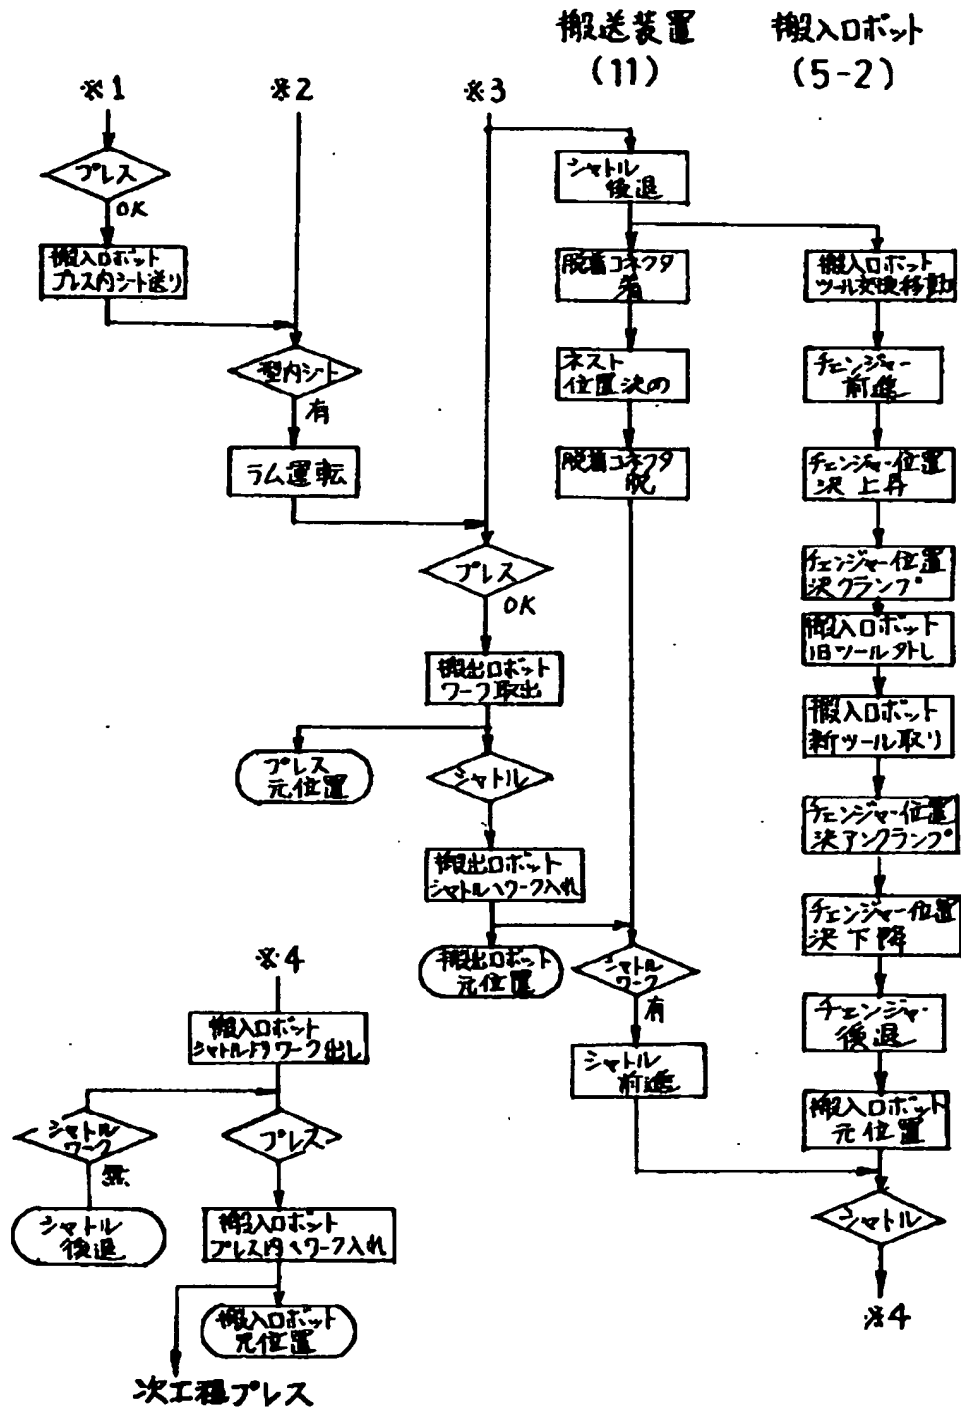 搬送装置
(11)
搬入ロボット
(5-2)
※1
※2
※3
プレス
OK
搬入ロボット
プレス内シート送り
型内シート
有
ラム運転
プレス
OK
搬出ロボット
ワーク取出
プレス
元位置
シャトル
搬出ロボット
シャトルへワーク入れ
搬出ロボット
元位置
シャトル
後退
脱着コネクタ
着
ネスト
位置決め
脱着コネクタ
脱
シャトル
ワーク
有
シャトル
前進
搬入ロボット
ツール交換移動
チェンジャー
前進
チェンジャー位置
決上昇
チェンジャー位置
決クランプ
搬入ロボット
旧ツール外し
搬入ロボット
新ツール取り
チェンジャー位置
決アンクランプ
チェンジャー位置
決下降
チェンジャー
後退
搬入ロボット
元位置
シャトル
※4
※4
搬入ロボット
シャトルよりワーク出し
シャトル
ワーク
無
シャトル
後退
プレス
搬入ロボット
プレス内へワーク入れ
搬入ロボット
元位置
次工程プレス